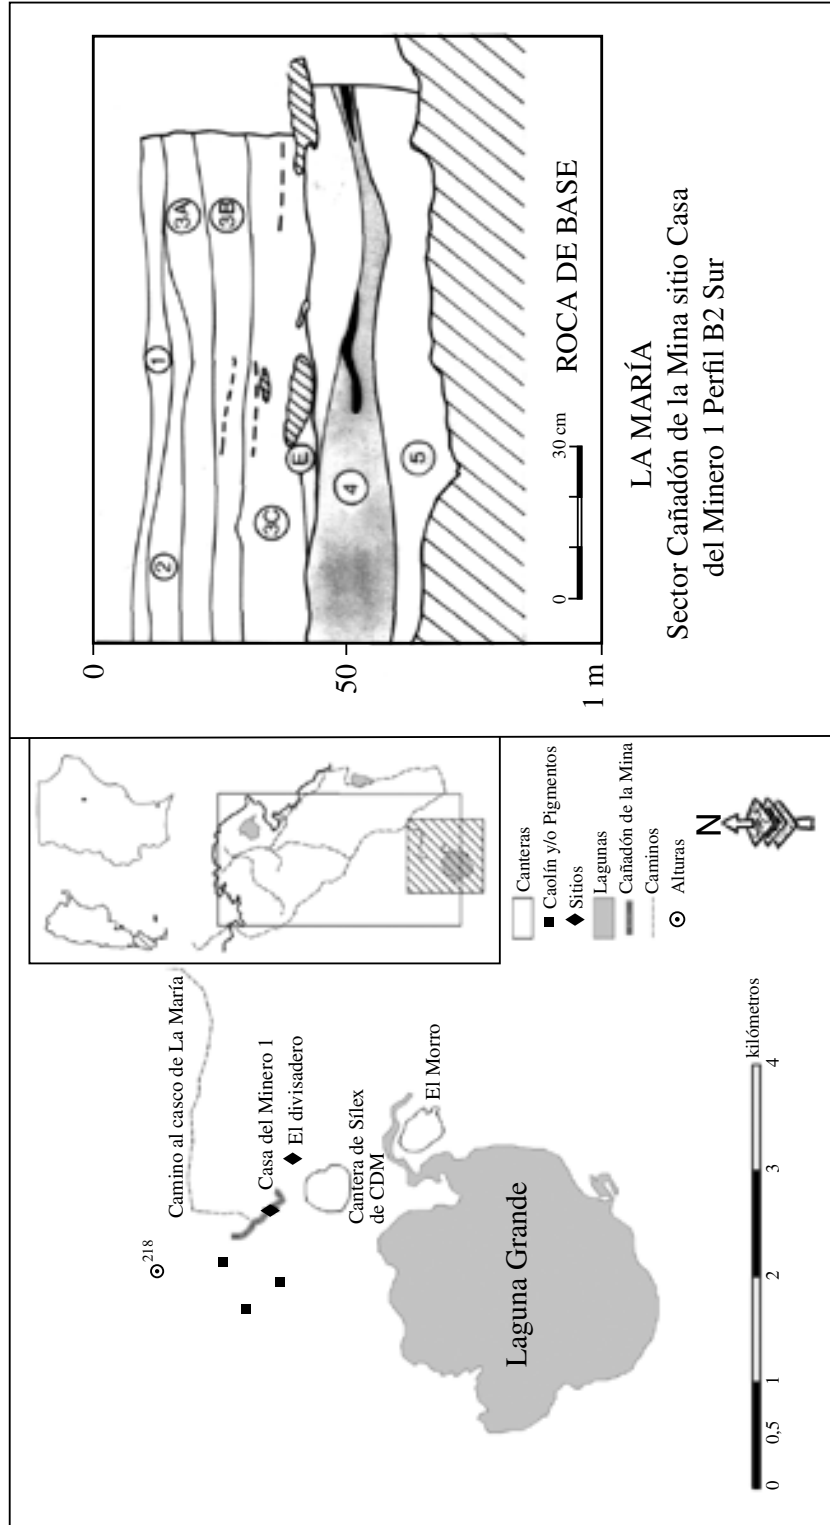 Camino al casco de La María
218
Casa del Minero 1
El divisadero
Cantera de Sílex
de CDM
El Morro
Laguna Grande
kilómetros
0
0,5
1
2
3
4
Canteras
Caolín y/o Pigmentos
Sitios
Lagunas
Cañadón de la Mina
Caminos
Alturas
N
0
50
1 m
1
2
3A
3B
3C
E
4
5
0
30 cm
ROCA DE BASE
LA MARÍA
Sector Cañadón de la Mina sitio Casa
del Minero 1 Perfil B2 Sur